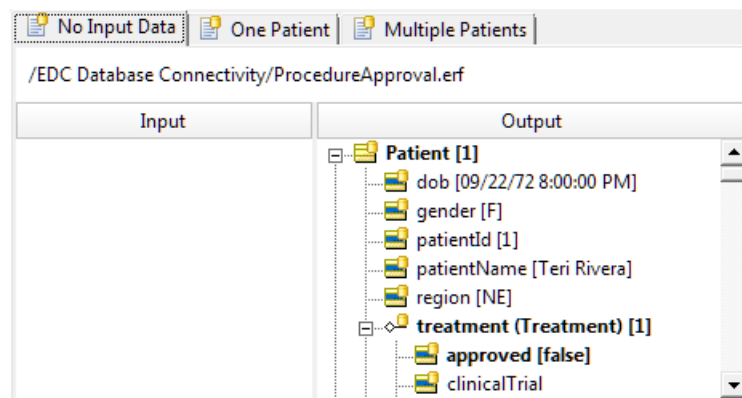 No Input Data One Patient Multiple Patients
/EDC Database Connectivity/ProcedureApproval.erf
Input Output
Patient [1]
dob [09/22/72 8:00:00 PM]
gender [F]
patientId [1]
patientName [Teri Rivera]
region [NE]
treatment (Treatment) [1]
approved [false]
clinicalTrial